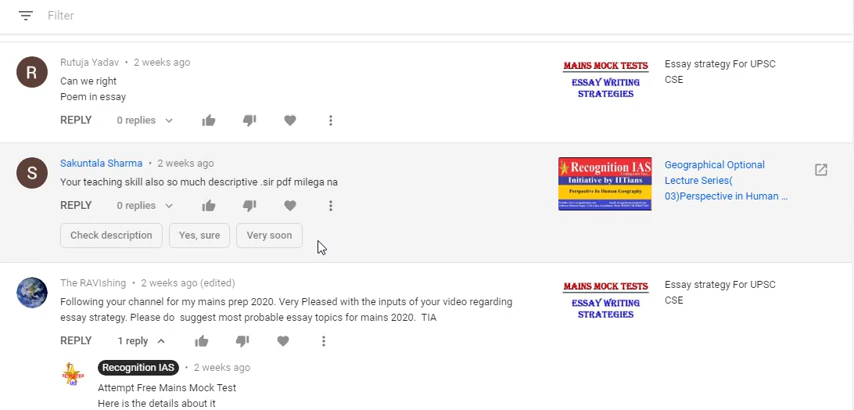 Filter
Rutuja Yadav • 2 weeks ago
Can we right
Poem in essay
REPLY 0 replies
MAINS MOCK TESTS
ESSAY WRITING
STRATEGIES
Essay strategy For UPSC
CSE
S
Sakuntala Sharma • 2 weeks ago
Your teaching skill also so much descriptive .sir pdf milega na
REPLY 0 replies
Check description Yes, sure Very soon
Recognition IAS
Initiative by IITians
Perspective in Human Geography
Geographical Optional
Lecture Series(
03)Perspective in Human ...
The RAVIshing • 2 weeks ago (edited)
Following your channel for my mains prep 2020. Very Pleased with the inputs of your video regarding
essay strategy. Please do suggest most probable essay topics for mains 2020. TIA
REPLY 1 reply
MAINS MOCK TESTS
ESSAY WRITING
STRATEGIES
Essay strategy For UPSC
CSE
Recognition IAS • 2 weeks ago
Attempt Free Mains Mock Test
Here is the details about it
R